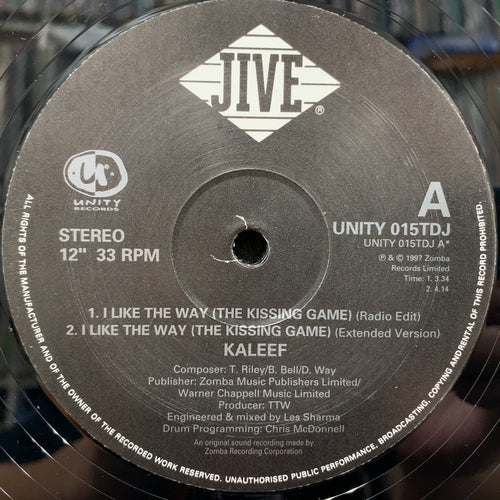 JIVE
®
UNITY
RECORDS
STEREO
12" 33 RPM
A
UNITY 015TDJ
UNITY 015TDJ A*
℗ & © 1997 Zomba
Records Limited
Time: 1. 3.34
2. 4.14
1. I LIKE THE WAY (THE KISSING GAME) (Radio Edit)
2. I LIKE THE WAY (THE KISSING GAME) (Extended Version)
KALEEF
Composer: T. Riley/B. Bell/D. Way
Publisher: Zomba Music Publishers Limited/
Warner Chappell Music Limited
Producer: TTW
Engineered & mixed by Les Sharma
Drum Programming: Chris McDonnell
An original sound recording made by
Zomba Recording Corporation
ALL RIGHTS OF THE MANUFACTURER AND OF THE OWNER OF THE RECORDED WORK RESERVED. UNAUTHORISED PUBLIC PERFORMANCE, BROADCASTING, COPYING AND RENTAL OF THIS RECORD PROHIBITED.